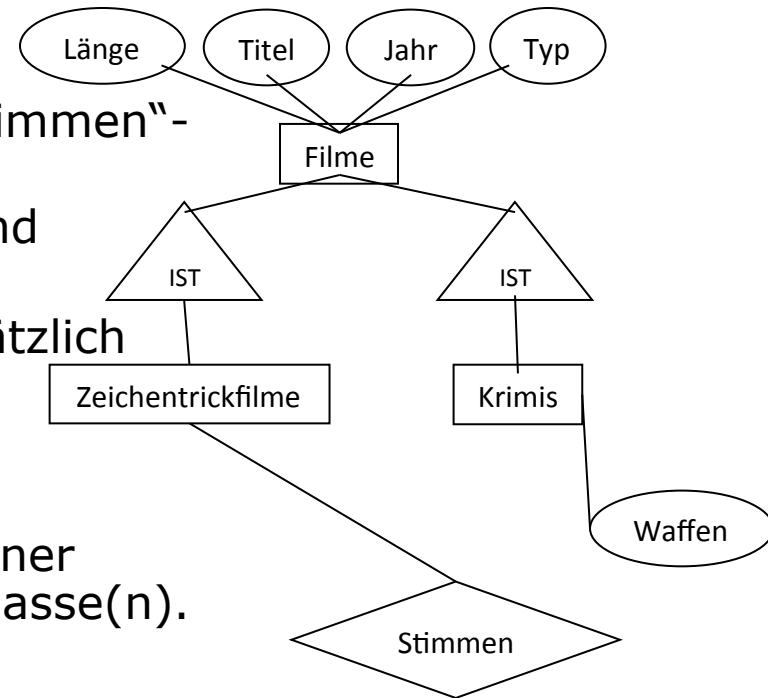 Länge Titel Jahr Typ
immen“-
Filme
nd
IST IST
itzlich
Zeichentrickfilme Krimis
Waffen
ner
asse(n).
Stimmen